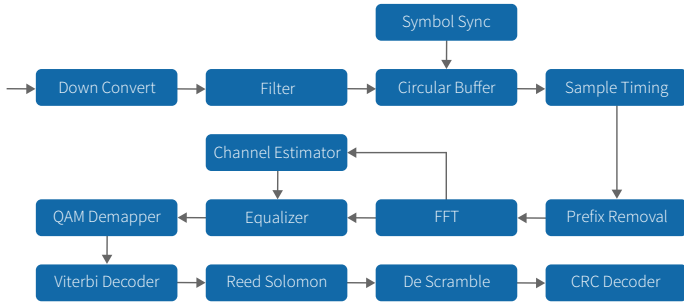 Symbol Sync
Down Convert
Filter
Circular Buffer
Sample Timing
Channel Estimator
QAM Demapper
Equalizer
FFT
Prefix Removal
Viterbi Decoder
Reed Solomon
De Scramble
CRC Decoder